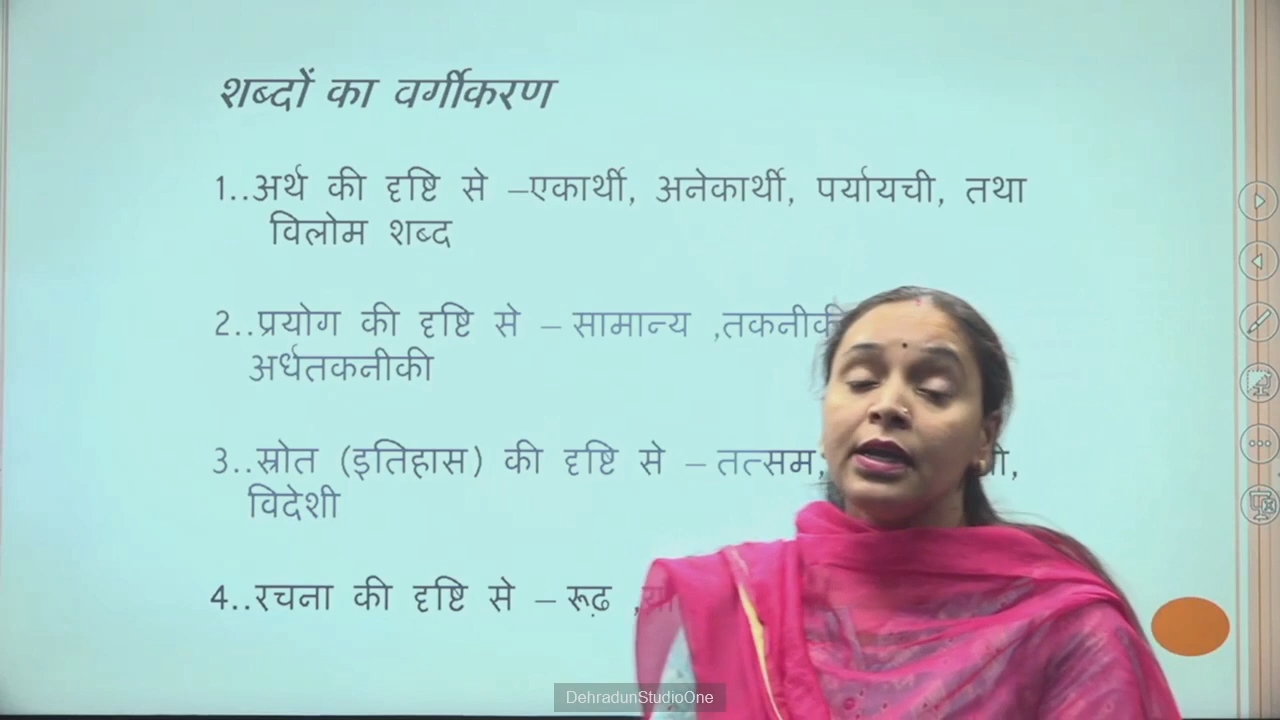 शब्दों का वर्गीकरण
1..अर्थ की दृष्टि से –एकार्थी, अनेकार्थी, पर्यायची, तथा
विलोम शब्द
2..प्रयोग की दृष्टि से – सामान्य ,तकनीकी
अर्धतकनीकी
3..स्रोत (इतिहास) की दृष्टि से – तत्सम,
विदेशी
4..रचना की दृष्टि से – रूढ़ ,
DehradunStudioOne